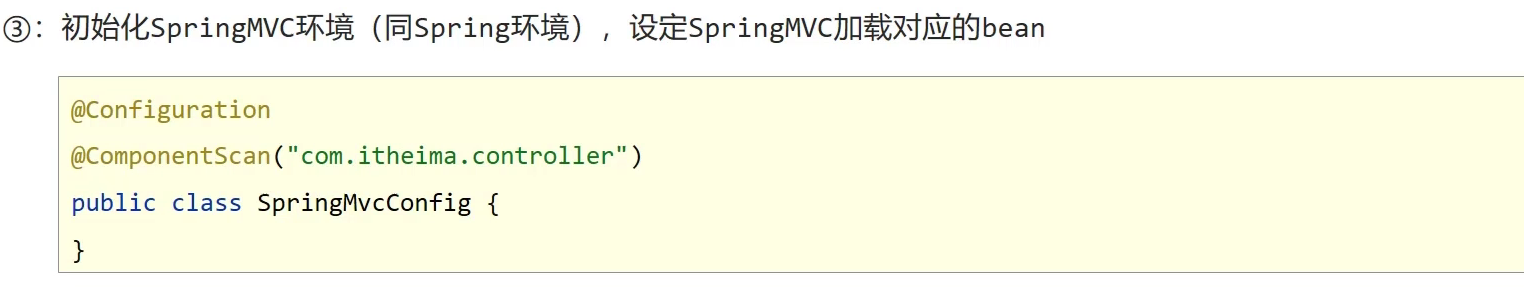 ③：初始化SpringMVC环境（同Spring环境），设定SpringMVC加载对应的bean
@Configuration
@ComponentScan("com.itheima.controller")
public class SpringMvcConfig {
}